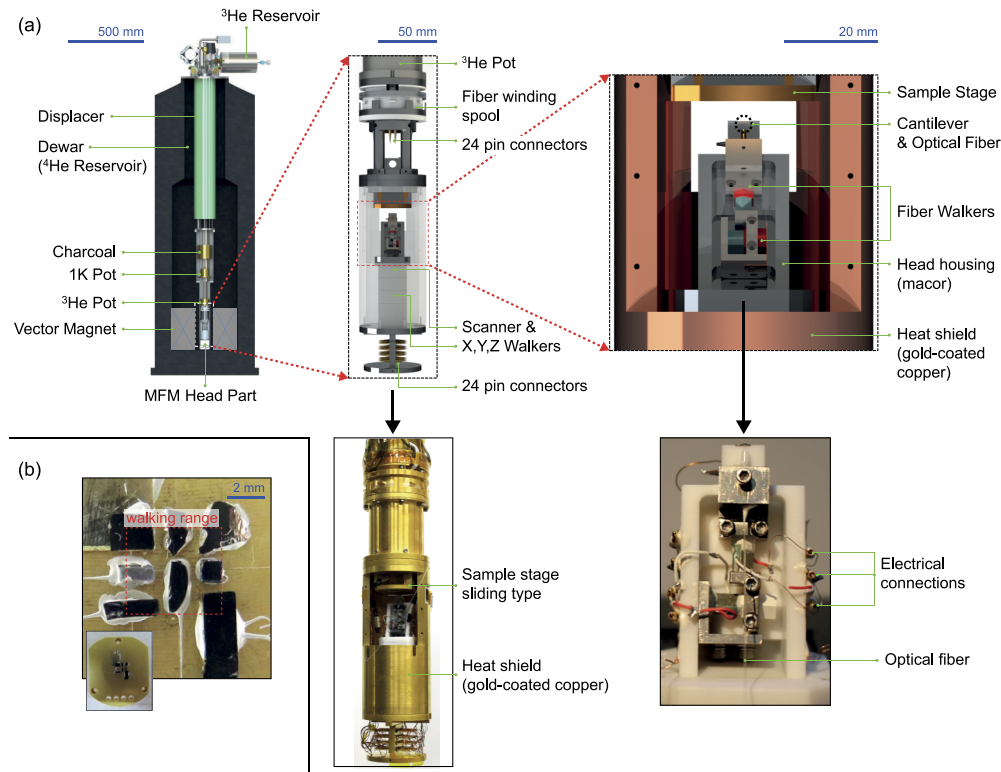 (a)
500 mm
³He Reservoir
Displacer
Dewar
(⁴He Reservoir)
Charcoal
1K Pot
³He Pot
Vector Magnet
MFM Head Part
50 mm
³He Pot
Fiber winding
spool
24 pin connectors
Scanner &
X,Y,Z Walkers
24 pin connectors
20 mm
Sample Stage
Cantilever
& Optical Fiber
Fiber Walkers
Head housing
(macor)
Heat shield
(gold-coated
copper)
(b)
2 mm
walking range
Sample stage
sliding type
Heat shield
(gold-coated copper)
Electrical
connections
Optical fiber